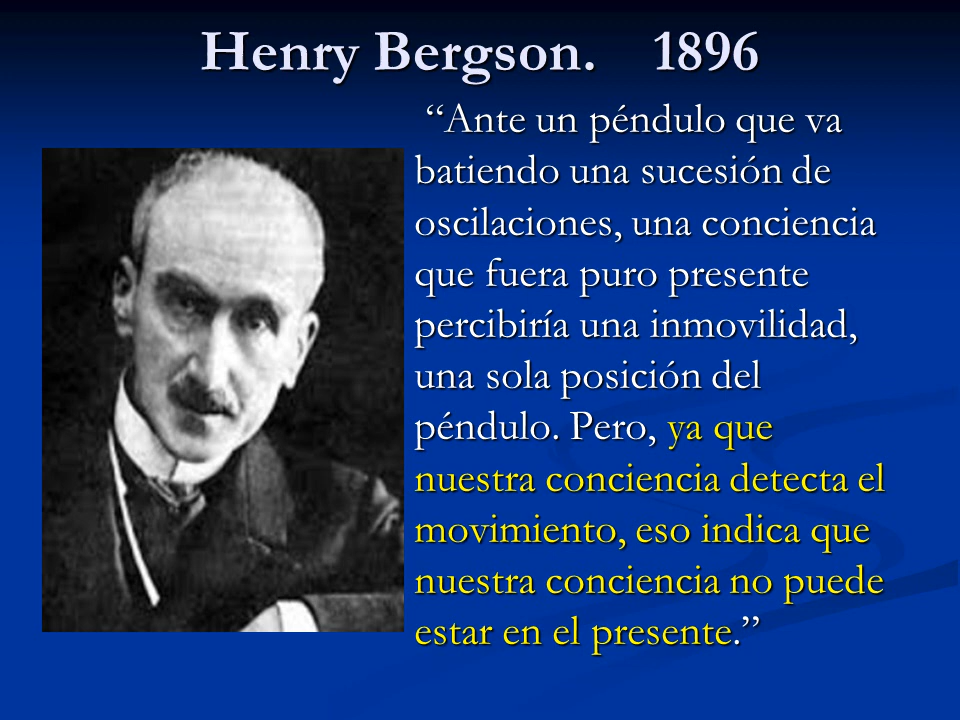 Henry Bergson. 1896
“Ante un péndulo que va
batiendo una sucesión de
oscilaciones, una conciencia
que fuera puro presente
percibiría una inmovilidad,
una sola posición del
péndulo. Pero, ya que
nuestra conciencia detecta el
movimiento, eso indica que
nuestra conciencia no puede
estar en el presente.”